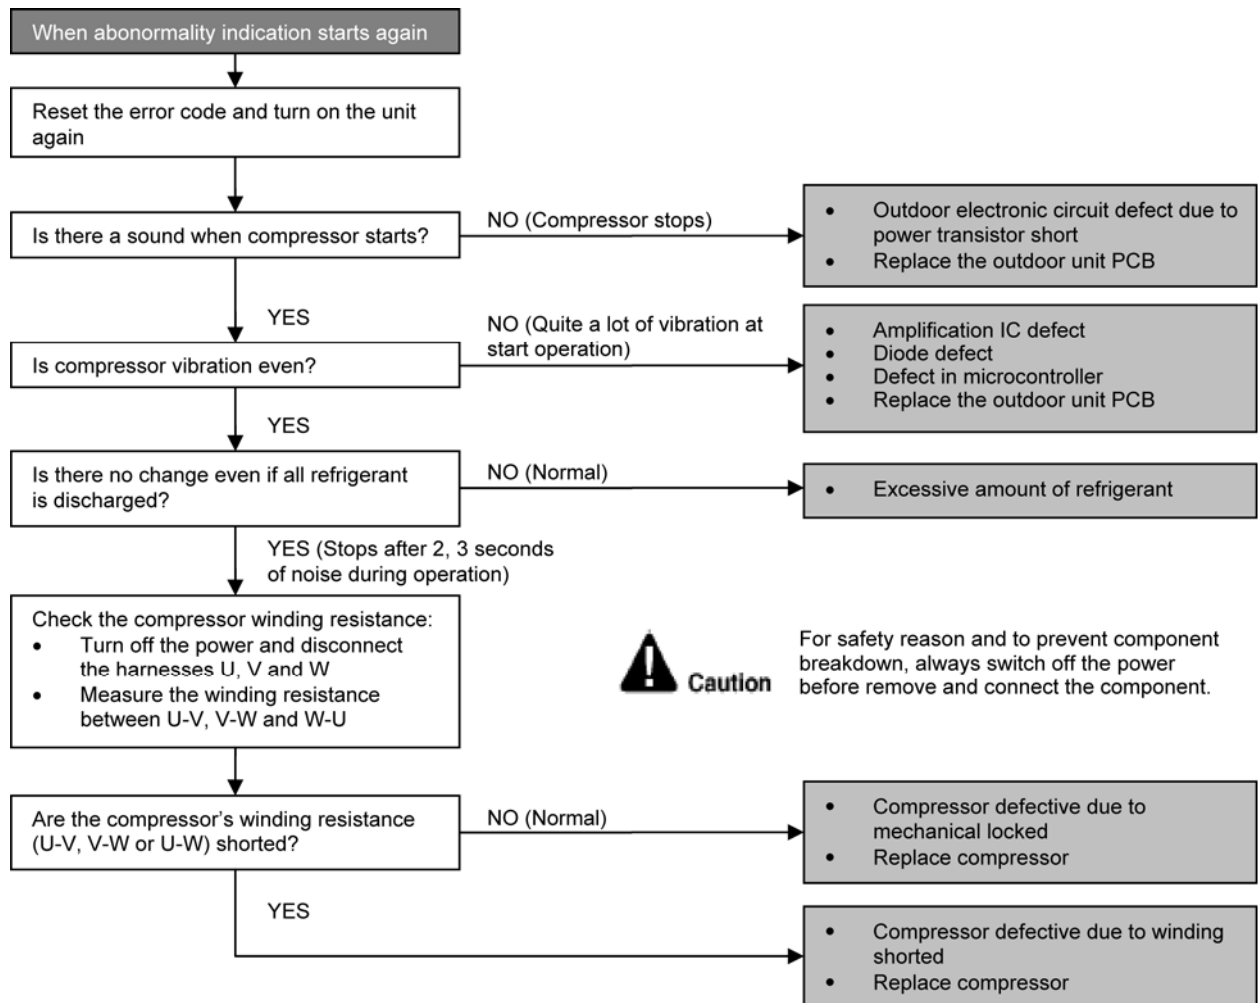 When abonormality indication starts again
Reset the error code and turn on the unit
again
Is there a sound when compressor starts?
NO (Compressor stops)
• Outdoor electronic circuit defect due to
power transistor short
• Replace the outdoor unit PCB
YES
NO (Quite a lot of vibration at
start operation)
Is compressor vibration even?
• Amplification IC defect
• Diode defect
• Defect in microcontroller
• Replace the outdoor unit PCB
YES
Is there no change even if all refrigerant
is discharged?
NO (Normal)
• Excessive amount of refrigerant
YES (Stops after 2, 3 seconds
of noise during operation)
Check the compressor winding resistance:
• Turn off the power and disconnect
the harnesses U, V and W
• Measure the winding resistance
between U-V, V-W and W-U
Caution
For safety reason and to prevent component
breakdown, always switch off the power
before remove and connect the component.
Are the compressor's winding resistance
(U-V, V-W or U-W) shorted?
NO (Normal)
• Compressor defective due to
mechanical locked
• Replace compressor
YES
• Compressor defective due to winding
shorted
• Replace compressor